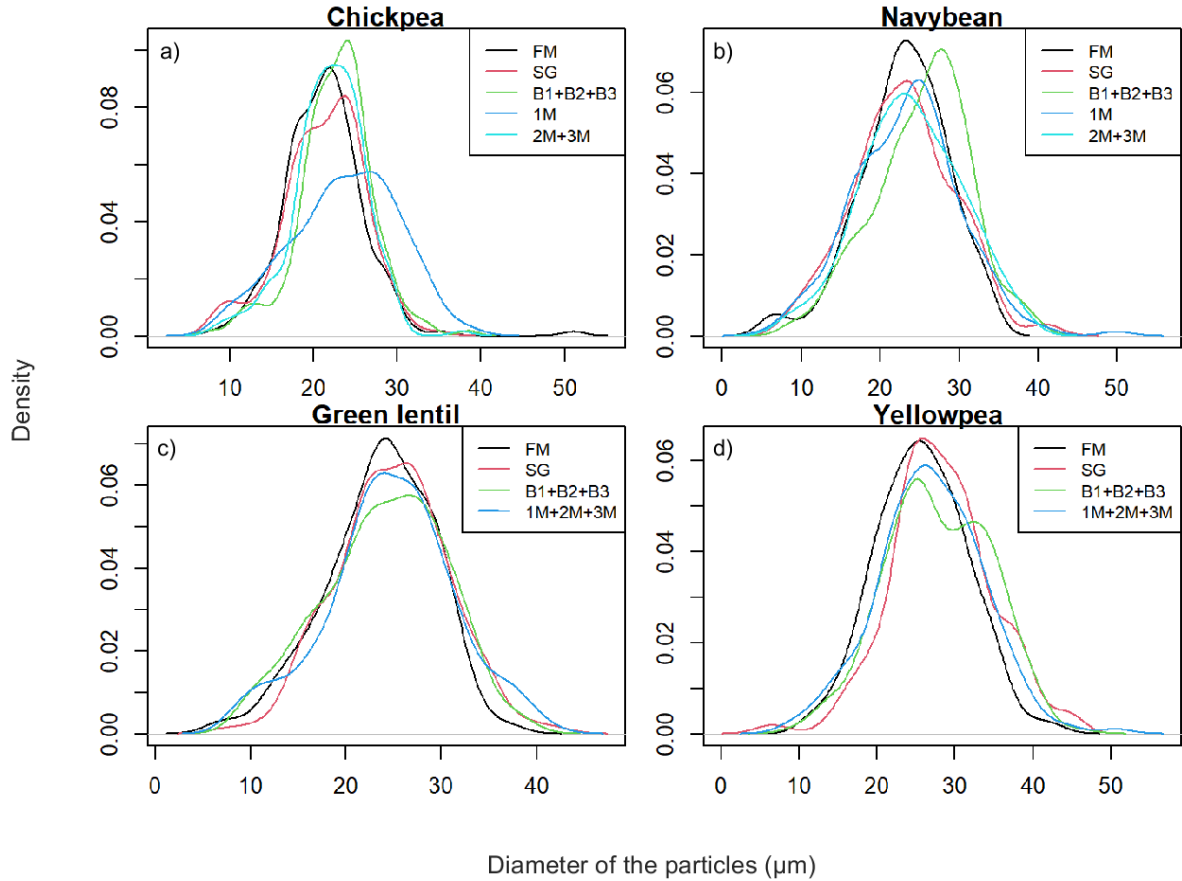 Chickpea
a)
FM
SG
B1+B2+B3
1M
2M+3M
0.00 0.04 0.08
10 20 30 40 50
Navybean
b)
FM
SG
B1+B2+B3
1M
2M+3M
0.00 0.02 0.04 0.06
0 10 20 30 40 50
Density
Green lentil
c)
FM
SG
B1+B2+B3
1M+2M+3M
0.00 0.02 0.04 0.06
0 10 20 30 40
Yellowpea
d)
FM
SG
B1+B2+B3
1M+2M+3M
0.00 0.02 0.04 0.06
0 10 20 30 40 50
Diameter of the particles (µm)